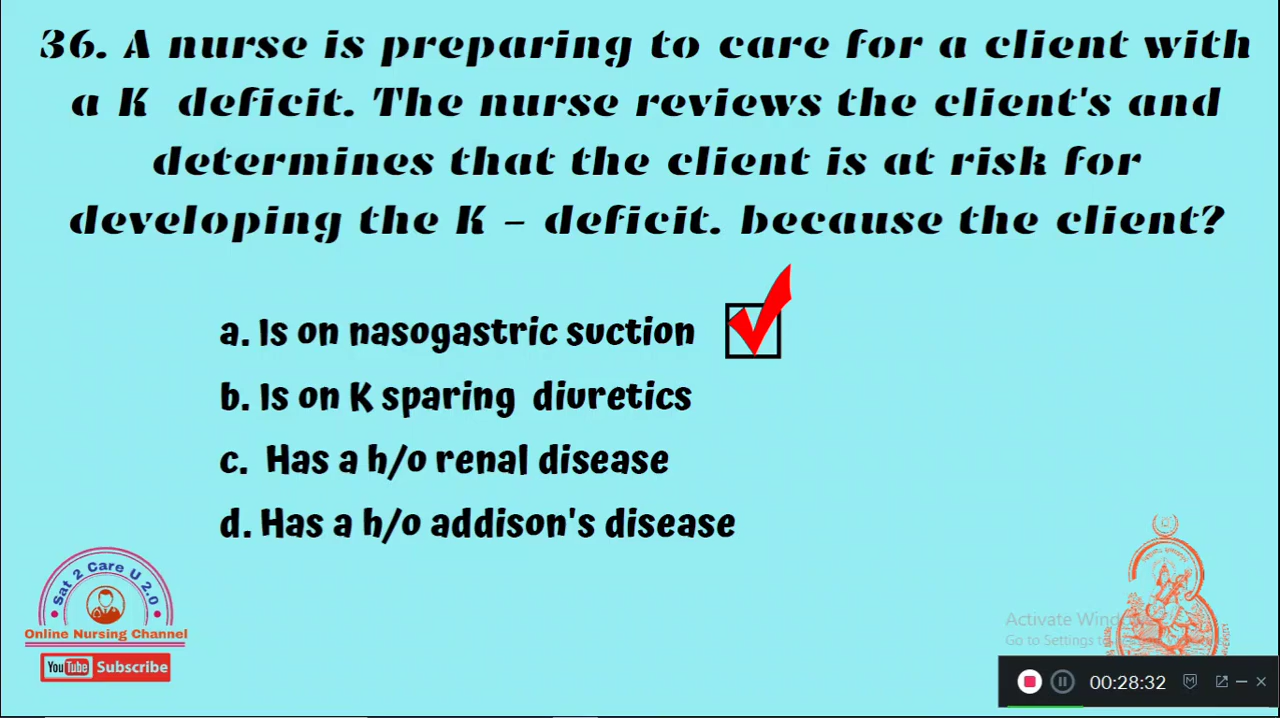 36. A nurse is preparing to care for a client with
a K deficit. The nurse reviews the client's and
determines that the client is at risk for
developing the K – deficit. because the client?
a. Is on nasogastric suction
b. Is on K sparing diuretics
c. Has a h/o renal disease
d. Has a h/o addison's disease
Sat 2 Care U 2.0
Online Nursing Channel
YouTube Subscribe
Activate Wind
Go to Settings t
00:28:32